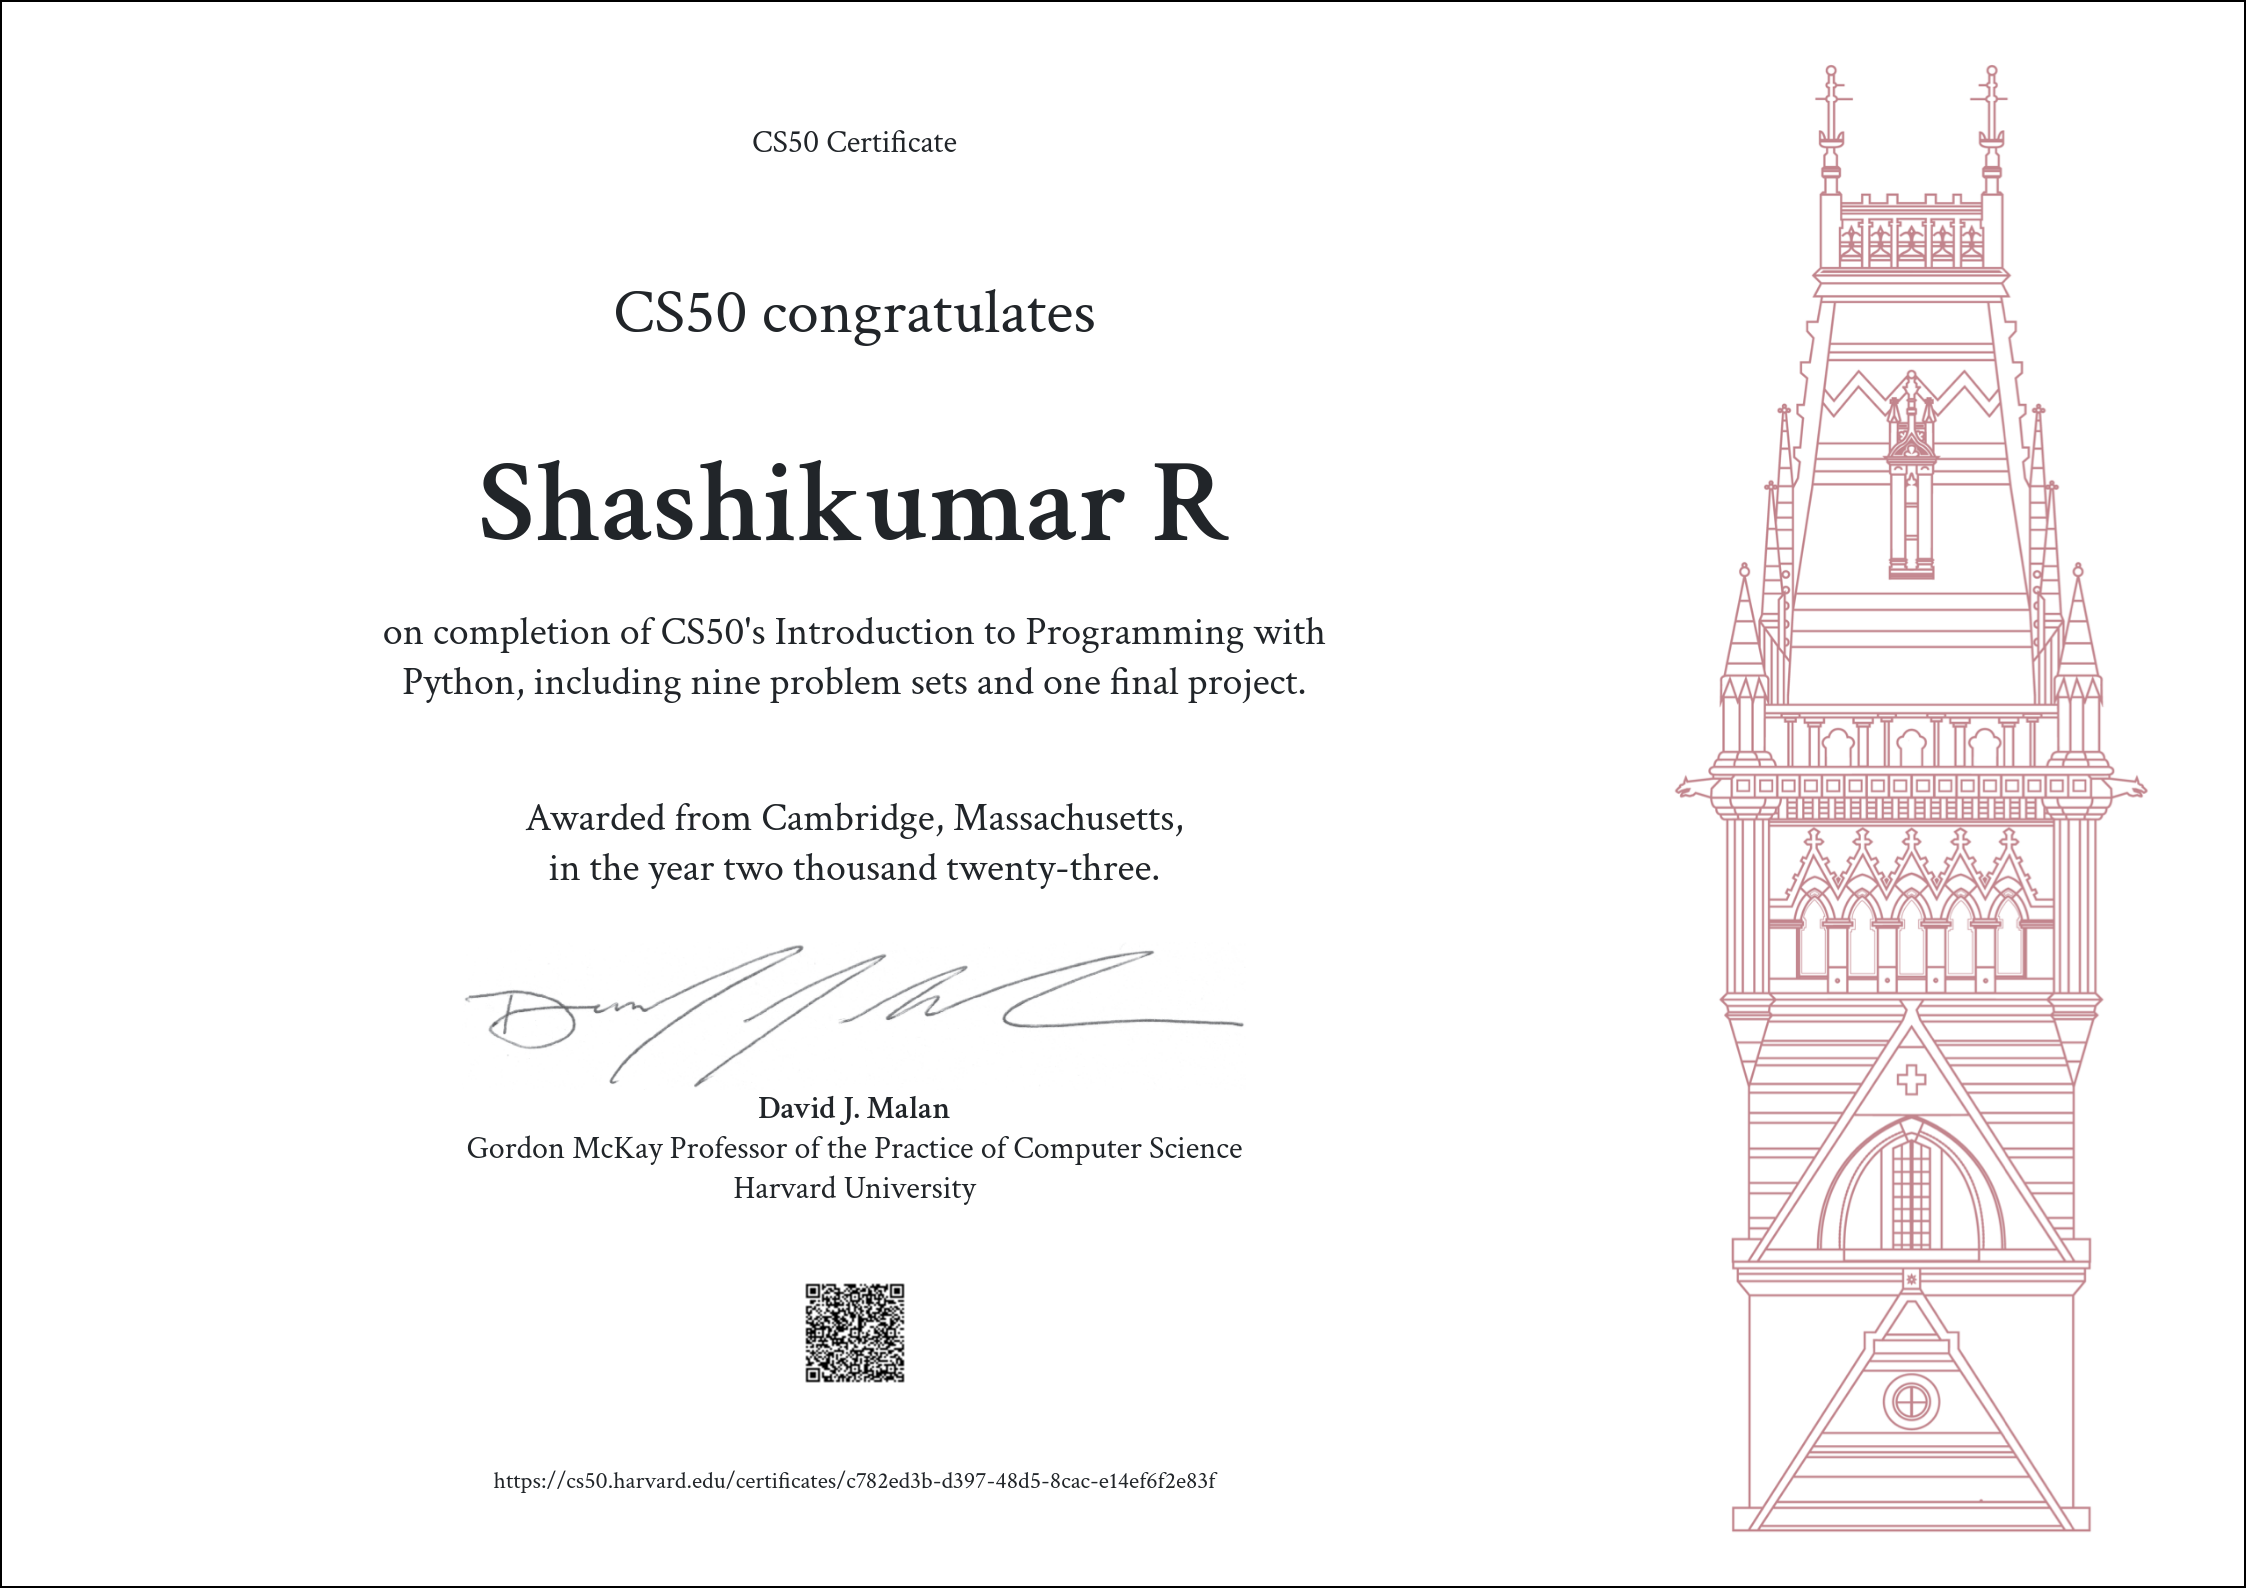 CS50 Certificate
CS50 congratulates
Shashikumar R
on completion of CS50's Introduction to Programming with
Python, including nine problem sets and one final project.
Awarded from Cambridge, Massachusetts,
in the year two thousand twenty-three.
David J. Malan
Gordon McKay Professor of the Practice of Computer Science
Harvard University
https://cs50.harvard.edu/certificates/c782ed3b-d397-48d5-8cac-e14ef6f2e83f